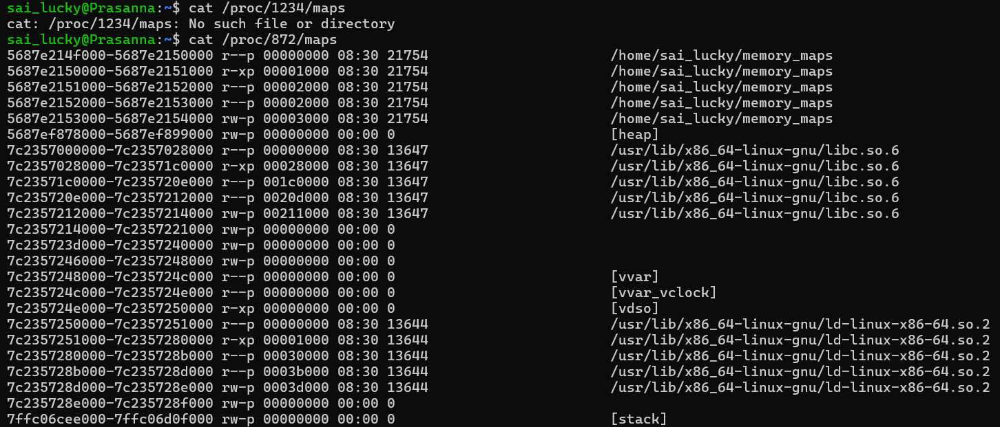 sai_lucky@Prasanna:~$ cat /proc/1234/maps
cat: /proc/1234/maps: No such file or directory
sai_lucky@Prasanna:~$ cat /proc/872/maps
5687e214f000-5687e2150000 r--p 00000000 08:30 21754                      /home/sai_lucky/memory_maps
5687e2150000-5687e2151000 r-xp 00001000 08:30 21754                      /home/sai_lucky/memory_maps
5687e2151000-5687e2152000 r--p 00002000 08:30 21754                      /home/sai_lucky/memory_maps
5687e2152000-5687e2153000 r--p 00002000 08:30 21754                      /home/sai_lucky/memory_maps
5687e2153000-5687e2154000 rw-p 00003000 08:30 21754                      /home/sai_lucky/memory_maps
5687ef878000-5687ef899000 rw-p 00000000 00:00 0                          [heap]
7c2357000000-7c2357028000 r--p 00000000 08:30 13647                      /usr/lib/x86_64-linux-gnu/libc.so.6
7c2357028000-7c23571c0000 r-xp 00028000 08:30 13647                      /usr/lib/x86_64-linux-gnu/libc.so.6
7c23571c0000-7c235720e000 r--p 001c0000 08:30 13647                      /usr/lib/x86_64-linux-gnu/libc.so.6
7c235720e000-7c2357212000 r--p 0020d000 08:30 13647                      /usr/lib/x86_64-linux-gnu/libc.so.6
7c2357212000-7c2357214000 rw-p 00211000 08:30 13647                      /usr/lib/x86_64-linux-gnu/libc.so.6
7c2357214000-7c2357221000 rw-p 00000000 00:00 0
7c235723d000-7c2357240000 rw-p 00000000 00:00 0
7c2357246000-7c2357248000 rw-p 00000000 00:00 0
7c2357248000-7c235724c000 r--p 00000000 00:00 0                          [vvar]
7c235724c000-7c235724e000 r--p 00000000 00:00 0                          [vvar_vclock]
7c235724e000-7c2357250000 r-xp 00000000 00:00 0                          [vdso]
7c2357250000-7c2357251000 r--p 00000000 08:30 13644                      /usr/lib/x86_64-linux-gnu/ld-linux-x86-64.so.2
7c2357251000-7c2357280000 r-xp 00001000 08:30 13644                      /usr/lib/x86_64-linux-gnu/ld-linux-x86-64.so.2
7c2357280000-7c235728b000 r--p 00030000 08:30 13644                      /usr/lib/x86_64-linux-gnu/ld-linux-x86-64.so.2
7c235728b000-7c235728d000 r--p 0003b000 08:30 13644                      /usr/lib/x86_64-linux-gnu/ld-linux-x86-64.so.2
7c235728d000-7c235728e000 rw-p 0003d000 08:30 13644                      /usr/lib/x86_64-linux-gnu/ld-linux-x86-64.so.2
7c235728e000-7c235728f000 rw-p 00000000 00:00 0
7ffc06cee000-7ffc06d0f000 rw-p 00000000 00:00 0                          [stack]